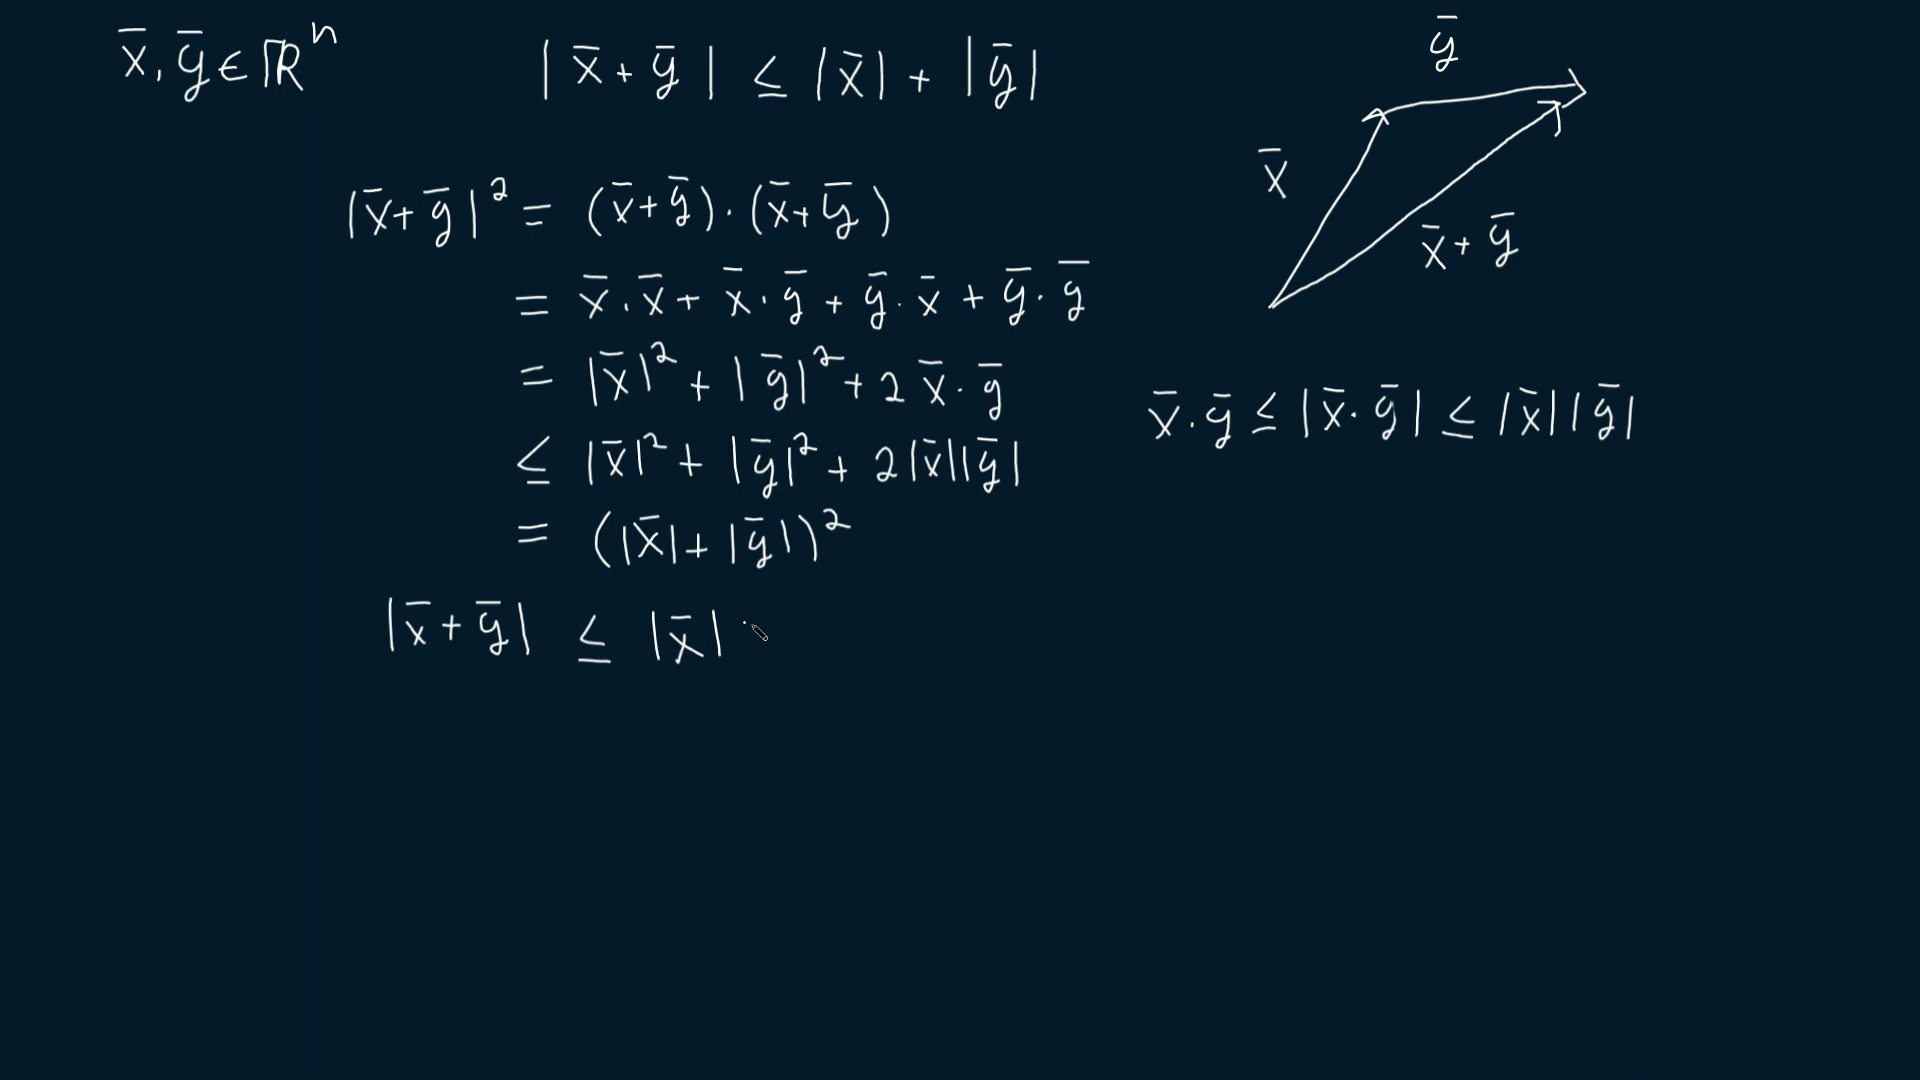 x̄, ȳ ∈ ℝⁿ
|x̄ + ȳ| ≤ |x̄| + |ȳ|
|x̄ + ȳ|² = (x̄ + ȳ) · (x̄ + ȳ)
= x̄ · x̄ + x̄ · ȳ + ȳ · x̄ + ȳ · ȳ
= |x̄|² + |ȳ|² + 2 x̄ · ȳ
≤ |x̄|² + |ȳ|² + 2|x̄||ȳ|
= (|x̄| + |ȳ|)²
|x̄ + ȳ| ≤ |x̄|
ȳ
x̄
x̄ + ȳ
x̄ · ȳ ≤ |x̄ · ȳ| ≤ |x̄||ȳ|